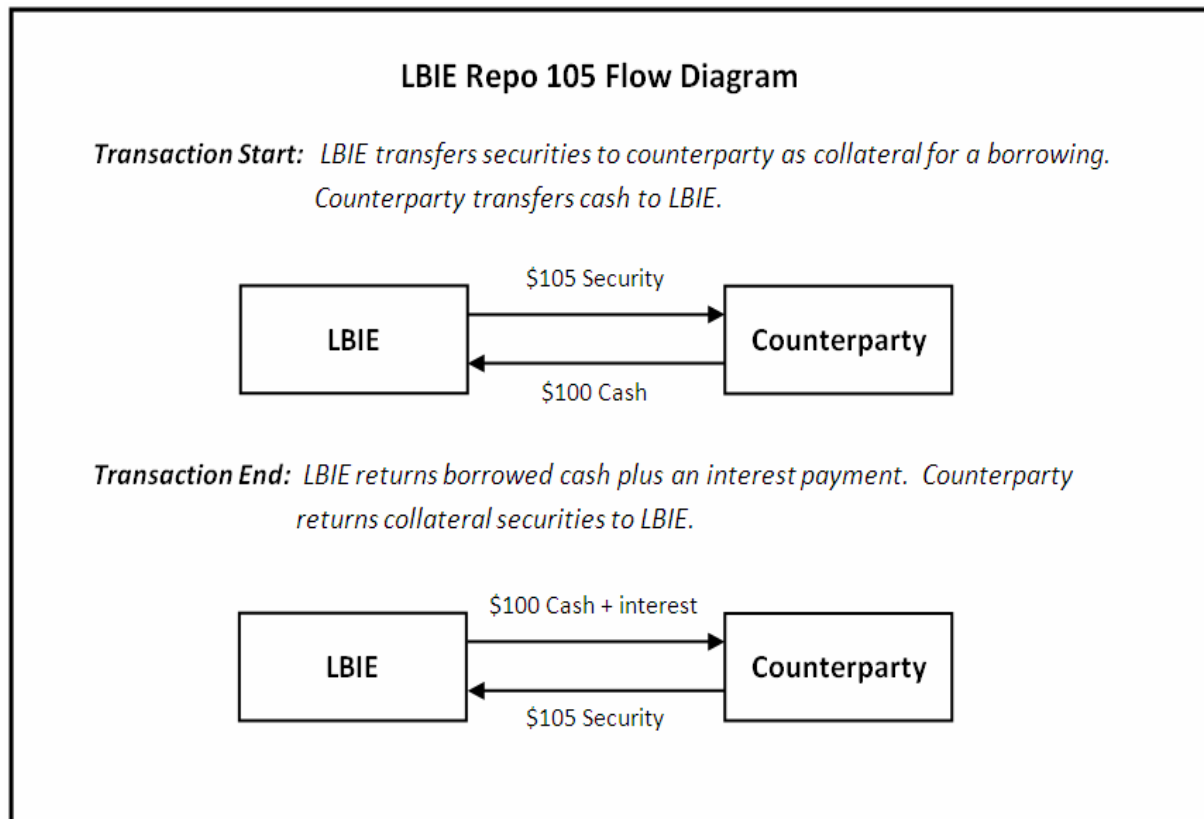 LBIE Repo 105 Flow Diagram
Transaction Start: LBIE transfers securities to counterparty as collateral for a borrowing.
Counterparty transfers cash to LBIE.
$105 Security
LBIE
Counterparty
$100 Cash
Transaction End: LBIE returns borrowed cash plus an interest payment. Counterparty
returns collateral securities to LBIE.
$100 Cash + interest
LBIE
Counterparty
$105 Security